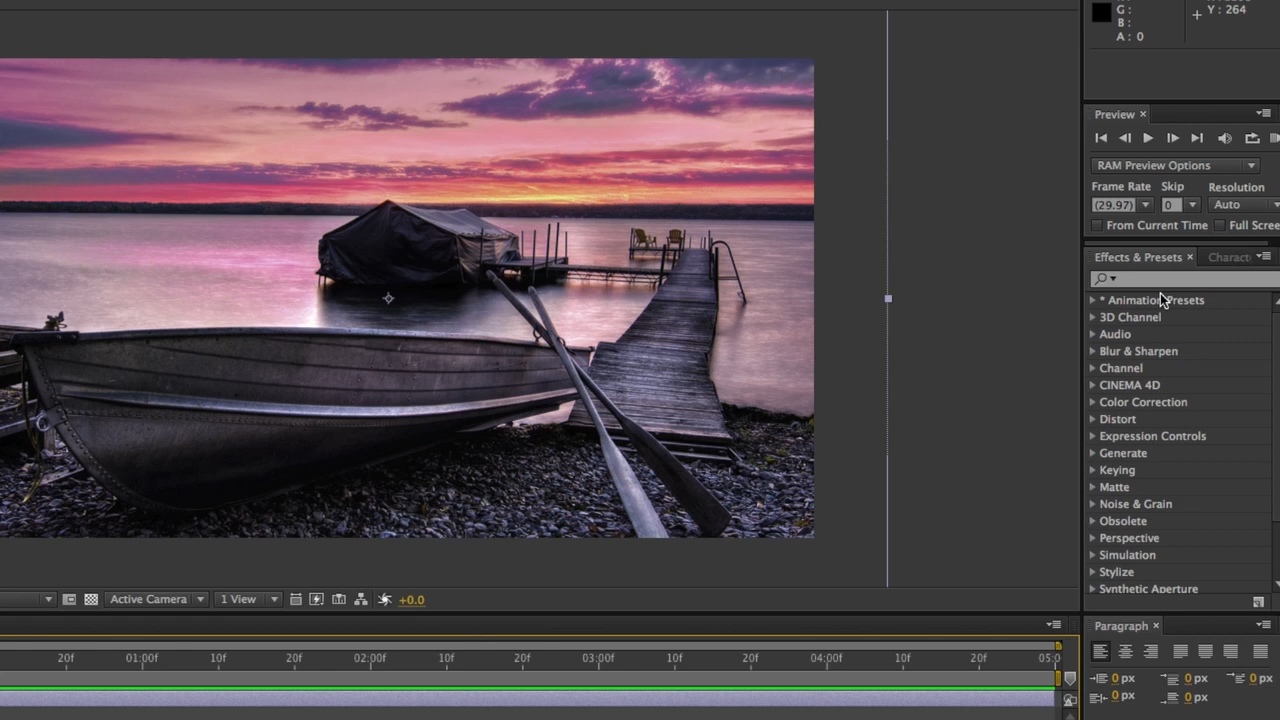 G :
B :
A : 0
Y : 264
Preview
RAM Preview Options
Frame Rate Skip Resolution
(29.97) 0 Auto
From Current Time Full Scree
Effects & Presets Charact
* Animation Presets
3D Channel
Audio
Blur & Sharpen
Channel
CINEMA 4D
Color Correction
Distort
Expression Controls
Generate
Keying
Matte
Noise & Grain
Obsolete
Perspective
Simulation
Stylize
Synthetic Aperture
Active Camera 1 View +0.0
20f 01:00f 10f 20f 02:00f 10f 20f 03:00f 10f 20f 04:00f 10f 20f 05:0
Paragraph
0 px 0 px 0 px
0 px 0 px